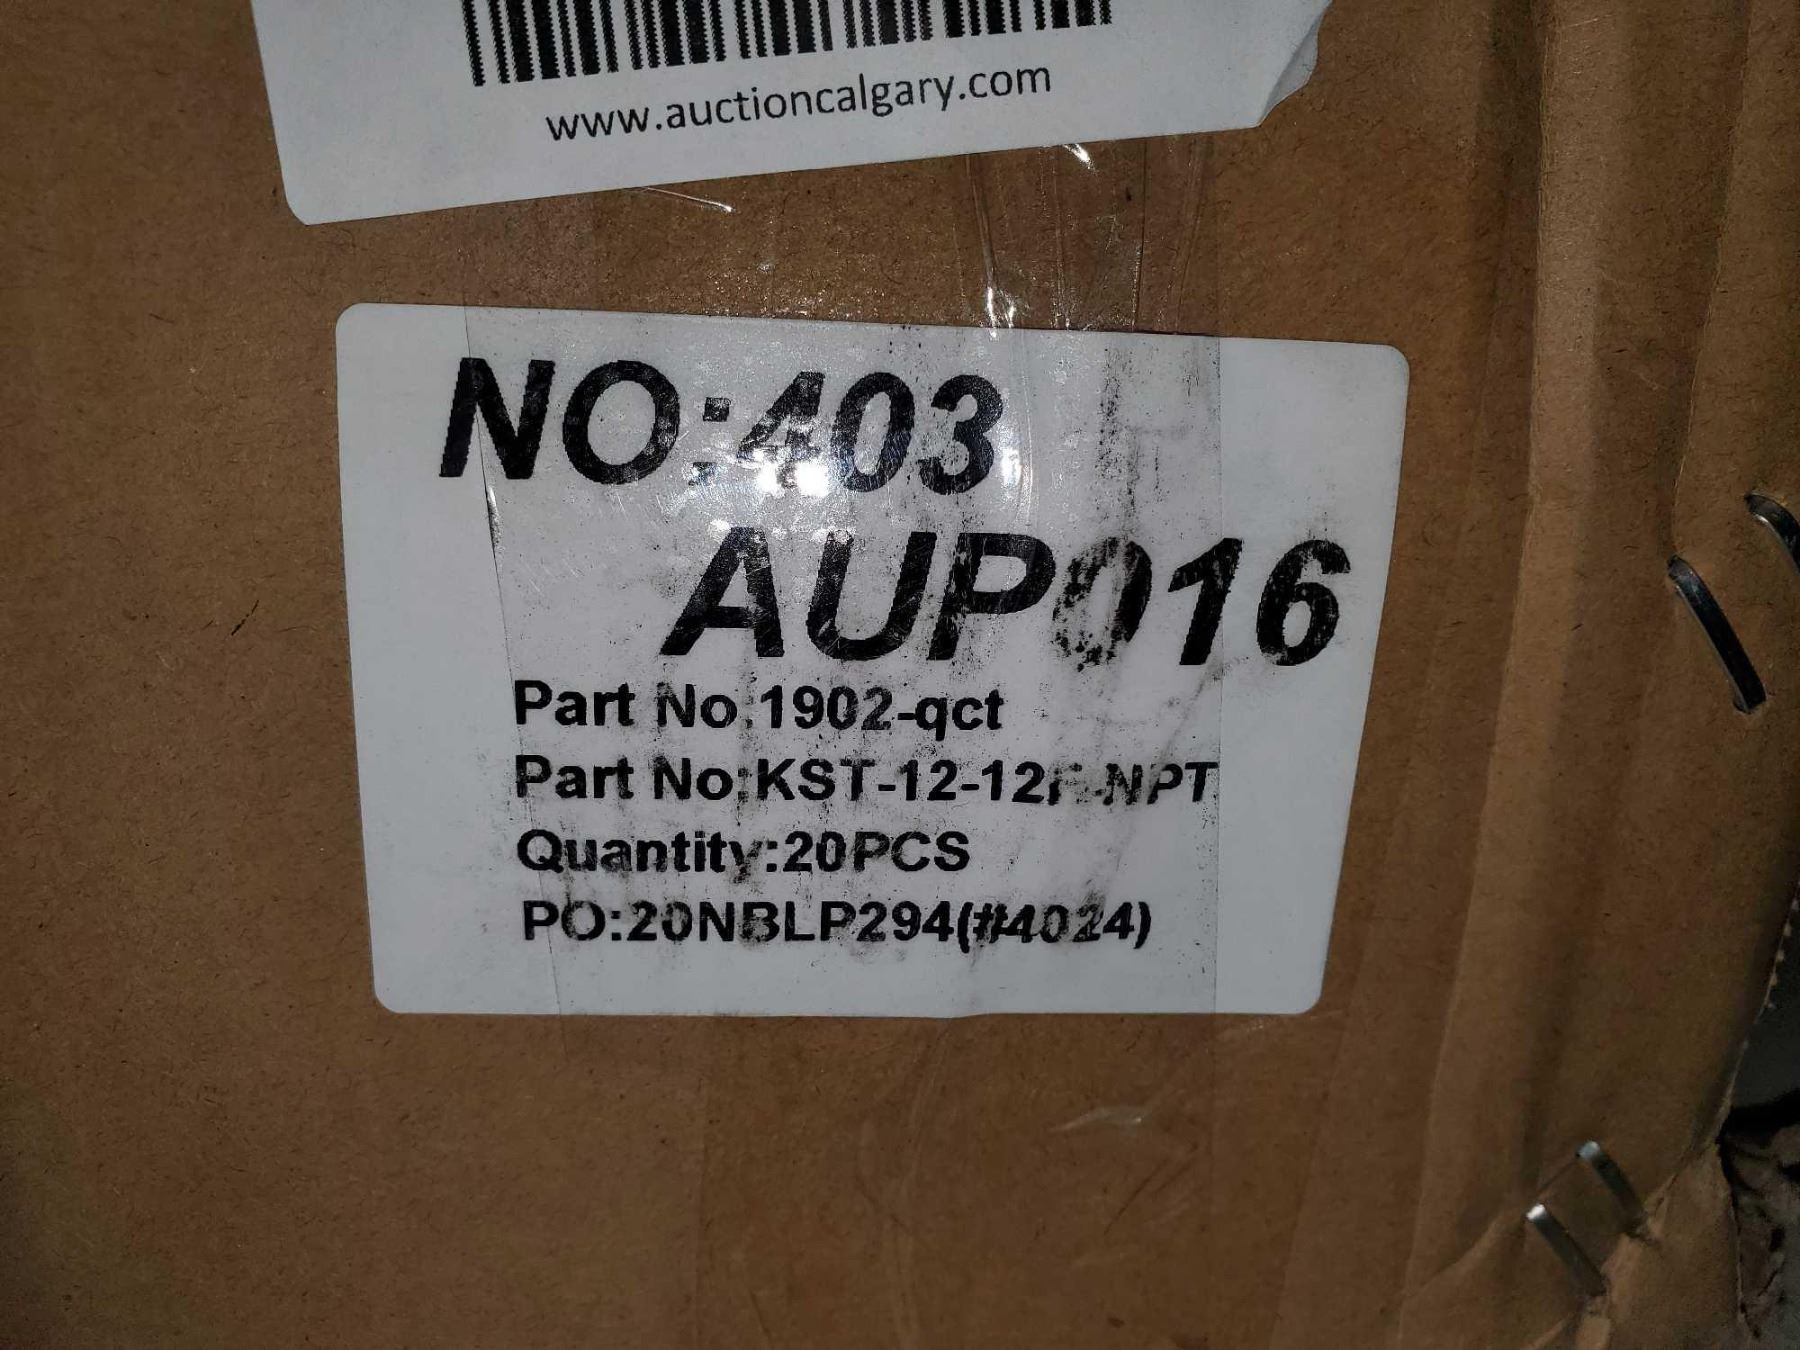 www.auctioncalgary.com
NO:403
AUP016
Part No.1902-qct
Part No:KST-12-12F-NPT
Quantity:20PCS
PO:20NBLP294(#4024)